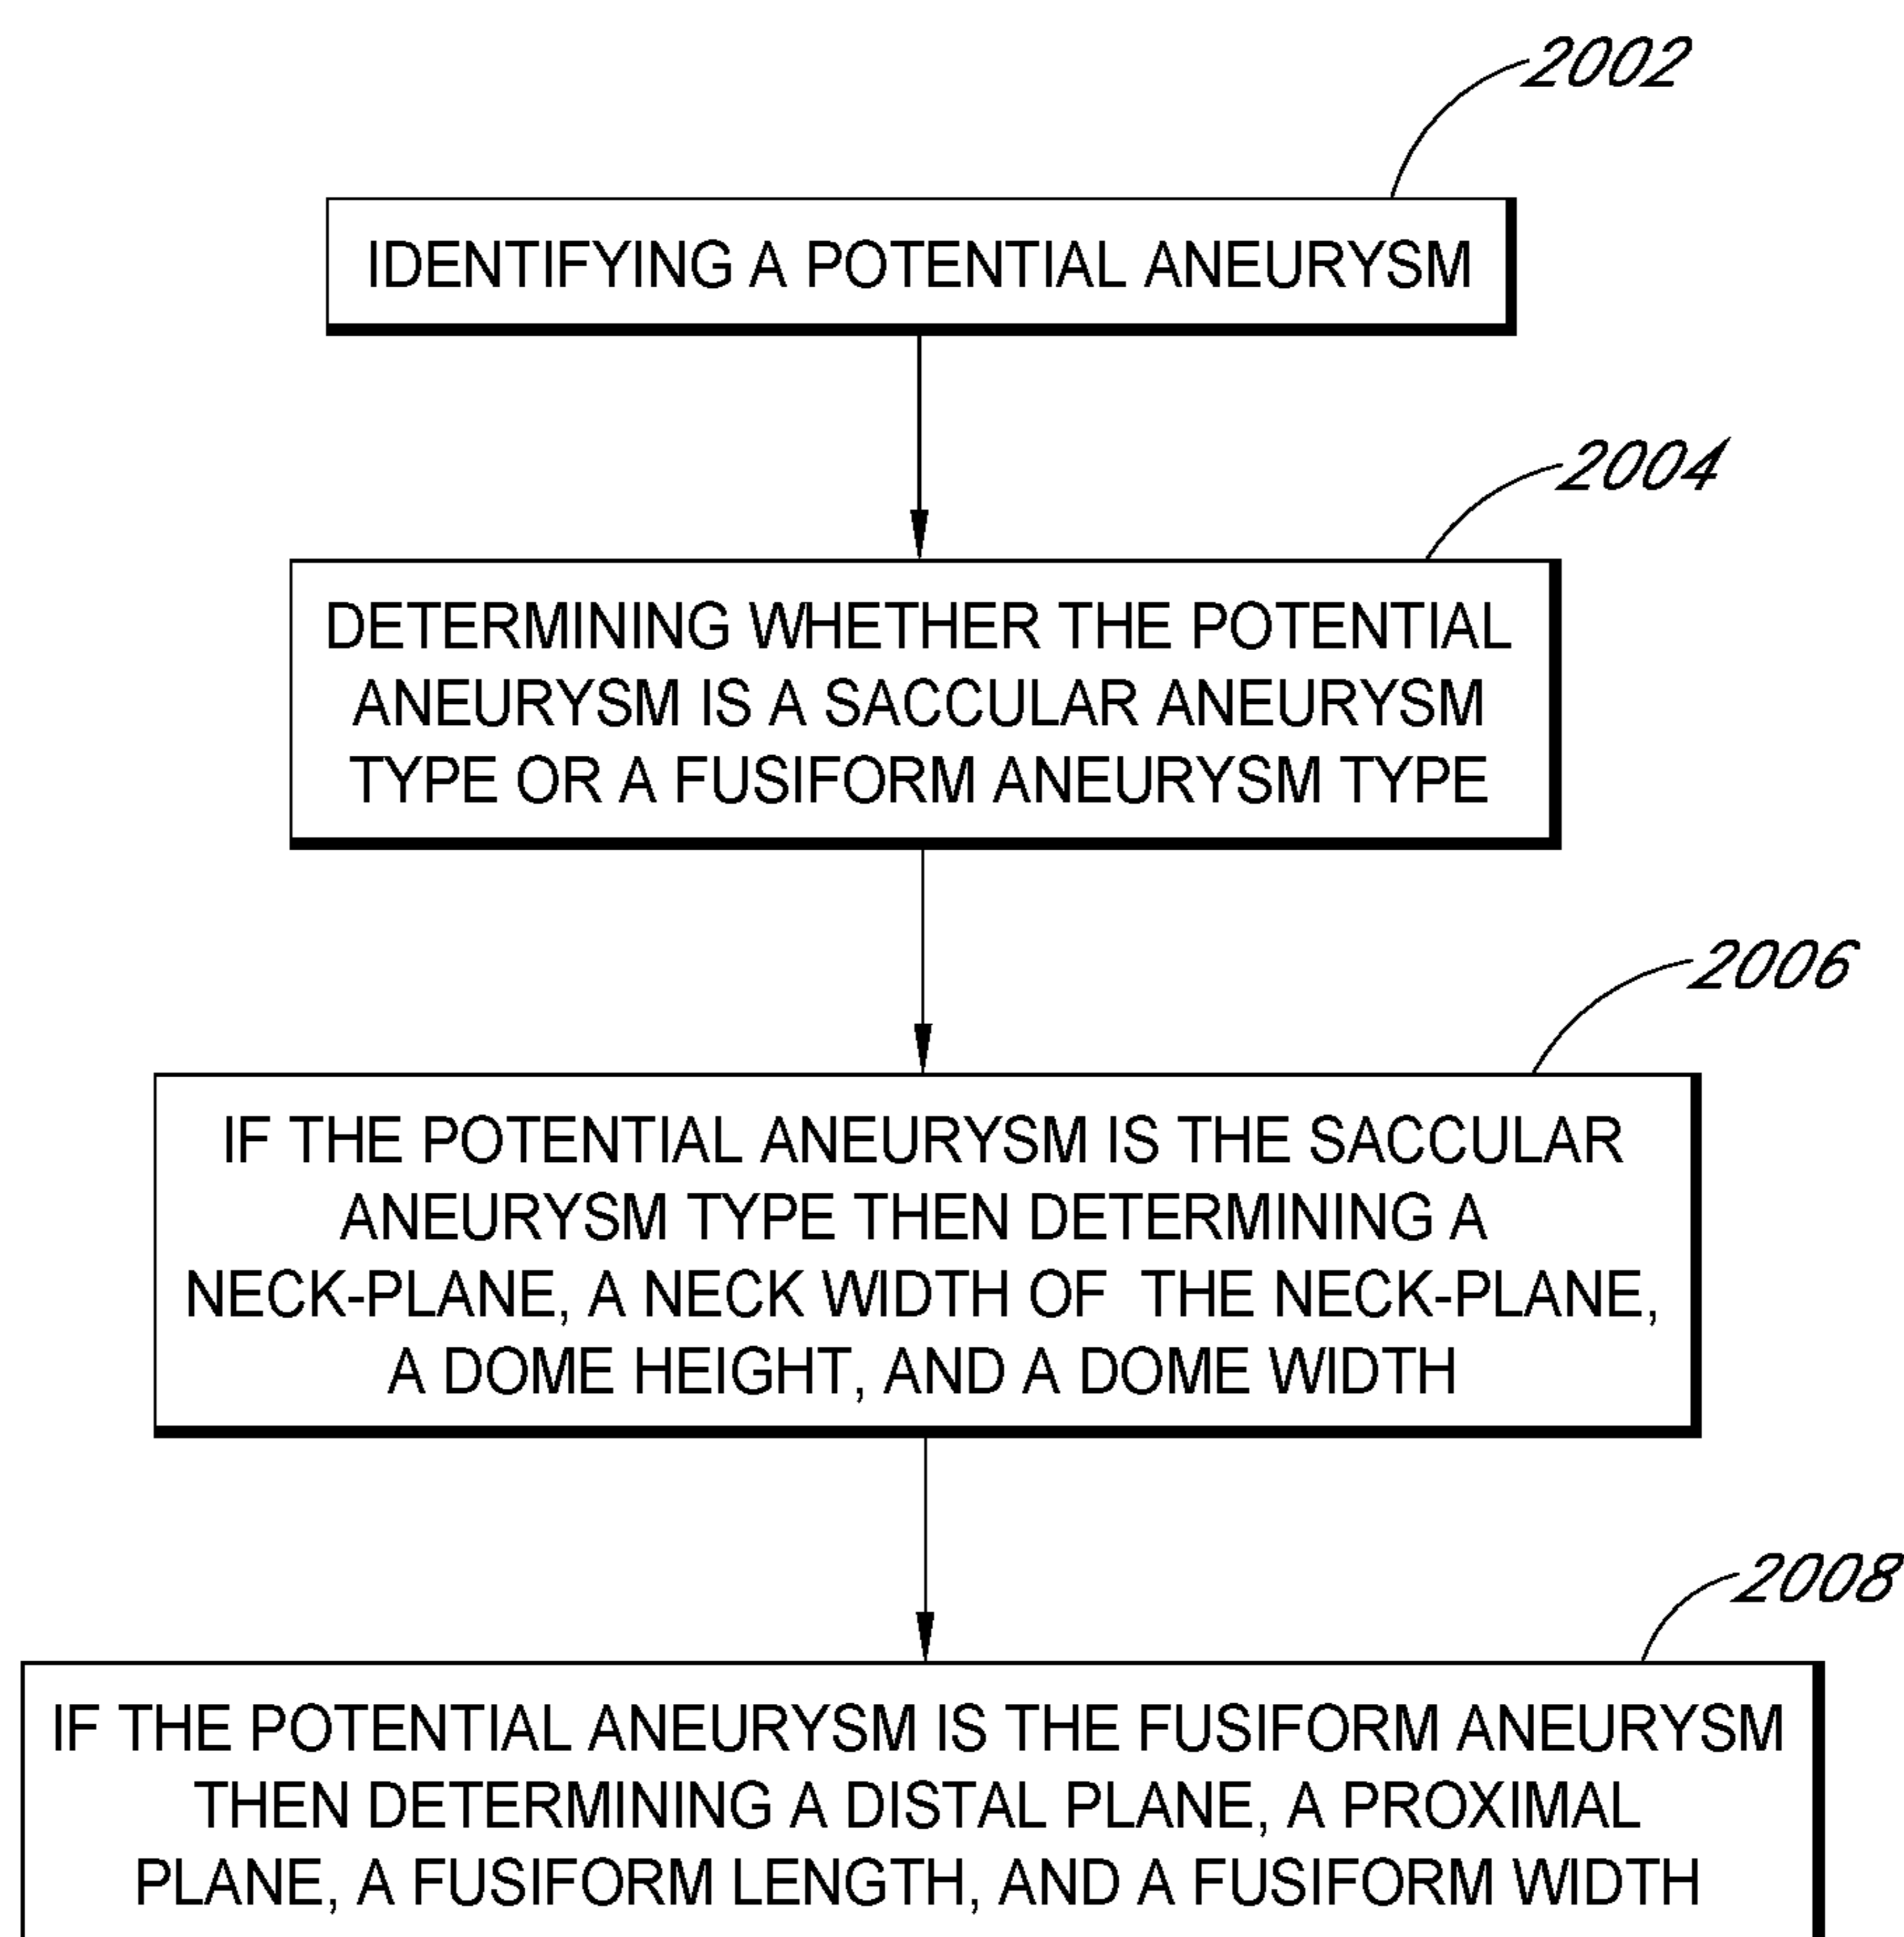 2002
IDENTIFYING A POTENTIAL ANEURYSM
2004
DETERMINING WHETHER THE POTENTIAL
ANEURYSM IS A SACCULAR ANEURYSM
TYPE OR A FUSIFORM ANEURYSM TYPE
2006
IF THE POTENTIAL ANEURYSM IS THE SACCULAR
ANEURYSM TYPE THEN DETERMINING A
NECK-PLANE, A NECK WIDTH OF THE NECK-PLANE,
A DOME HEIGHT, AND A DOME WIDTH
2008
IF THE POTENTIAL ANEURYSM IS THE FUSIFORM ANEURYSM
THEN DETERMINING A DISTAL PLANE, A PROXIMAL
PLANE, A FUSIFORM LENGTH, AND A FUSIFORM WIDTH